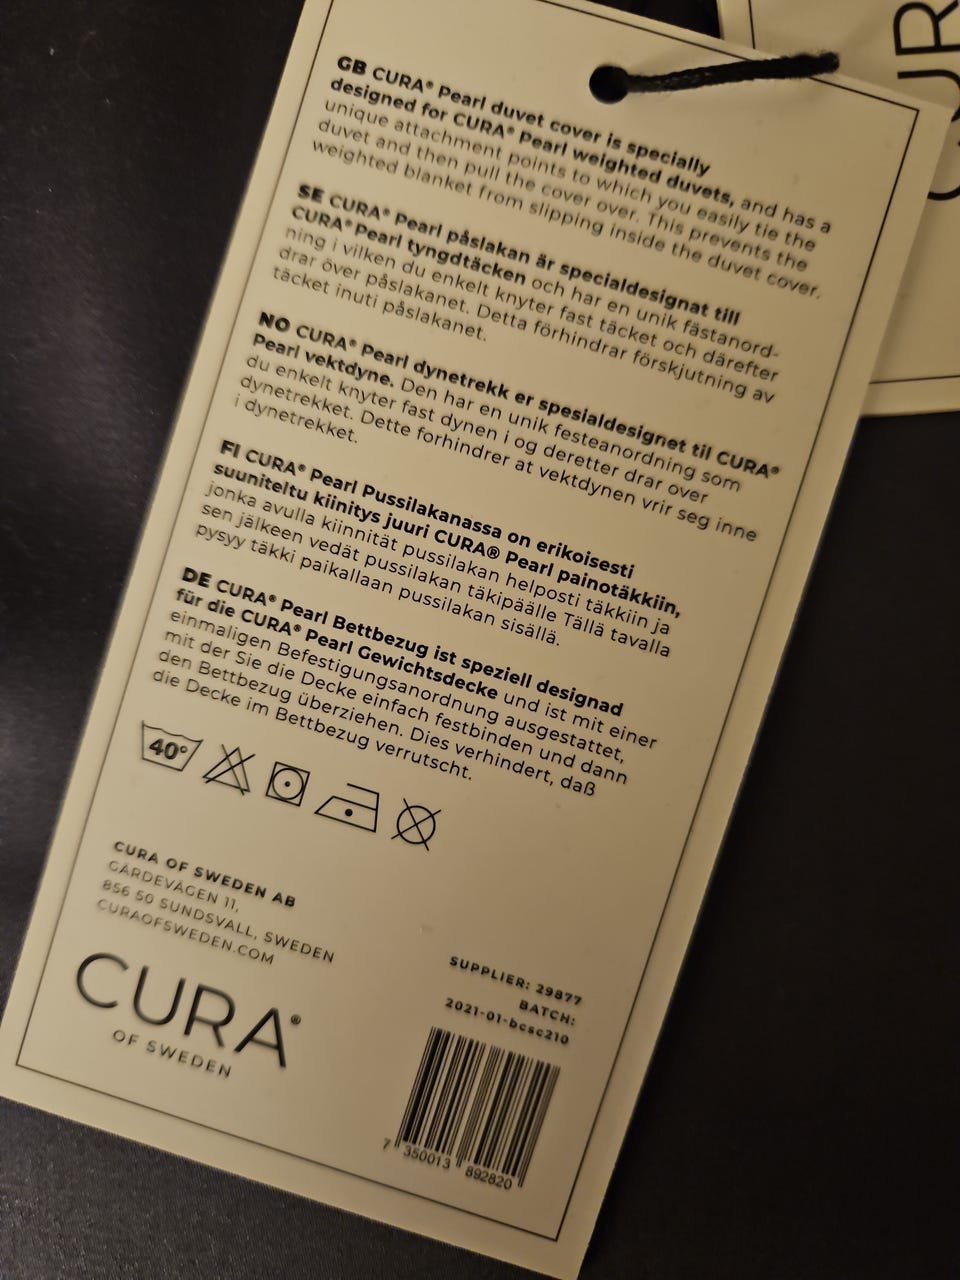 GB CURA® Pearl duvet cover is specially
designed for CURA® Pearl weighted duvets, and has a
unique attachment points to which you easily tie the
duvet and then pull the cover over. This prevents the
weighted blanket from slipping inside the duvet cover.
SE CURA® Pearl påslakan är specialdesignat till
CURA® Pearl tyngdtäcken och har en unik fästanord-
ning i vilken du enkelt knyter fast täcket och därefter
drar över påslakanet. Detta förhindrar förskjutning av
täcket inuti påslakanet.
NO CURA® Pearl dynetrekk er spesialdesignet til CURA®
Pearl vektdyne. Den har en unik festeanordning som
du enkelt knyter fast dynen i og deretter drar over
dynetrekket. Dette forhindrer at vektdynen vrir seg inne
i dynetrekket.
FI CURA® Pearl Pussilakanassa on erikoisesti
suuniteltu kiinitys juuri CURA® Pearl painotäkkiin,
jonka avulla kiinnität pussilakan helposti täkkiin ja
sen jälkeen vedät pussilakan täkipäälle Tällä tavalla
pysyy täkki paikallaan pussilakan sisällä.
DE CURA® Pearl Bettbezug ist speziell designad
für die CURA® Pearl Gewichtsdecke und ist mit einer
einmaligen Befestigungsanordnung ausgestattet,
mit der Sie die Decke einfach festbinden und dann
den Bettbezug überziehen. Dies verhindert, daß
die Decke im Bettbezug verrutscht.
40°
CURA OF SWEDEN AB
GÄRDEVÄGEN 11,
856 50 SUNDSVALL, SWEDEN
CURAOFSWEDEN.COM
CURA®
OF SWEDEN
SUPPLIER: 29877
BATCH:
2021-01-bcsc210
7 350013 892820